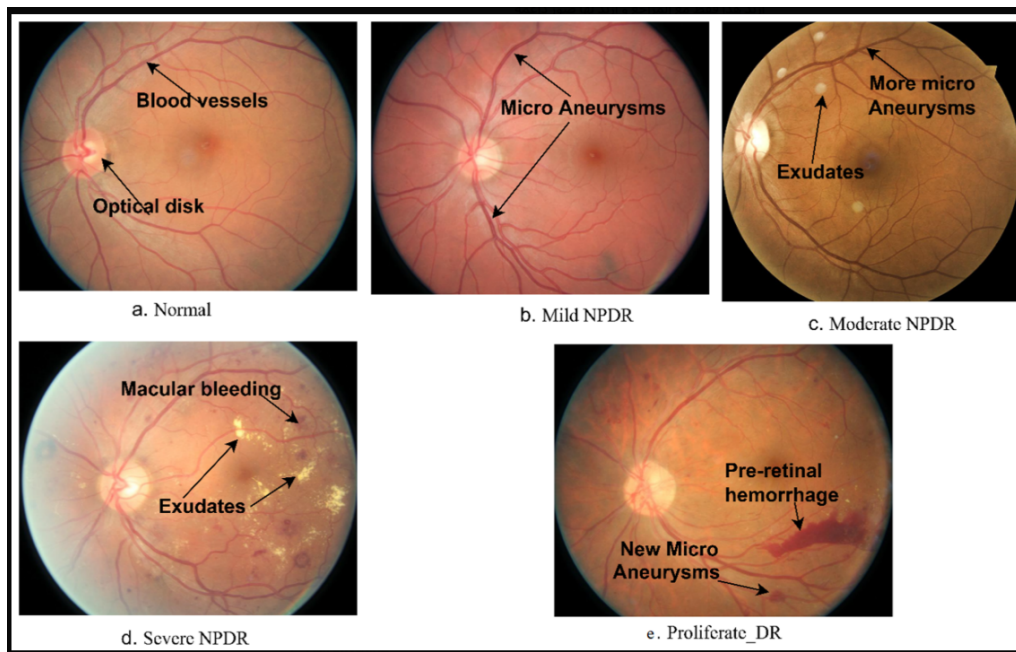 Blood vessels
Optical disk
a. Normal
Micro Aneurysms
b. Mild NPDR
More micro
Aneurysms
Exudates
c. Moderate NPDR
Macular bleeding
Exudates
d. Severe NPDR
Pre-retinal
hemorrhage
New Micro
Aneurysms
e. Proliferate_DR